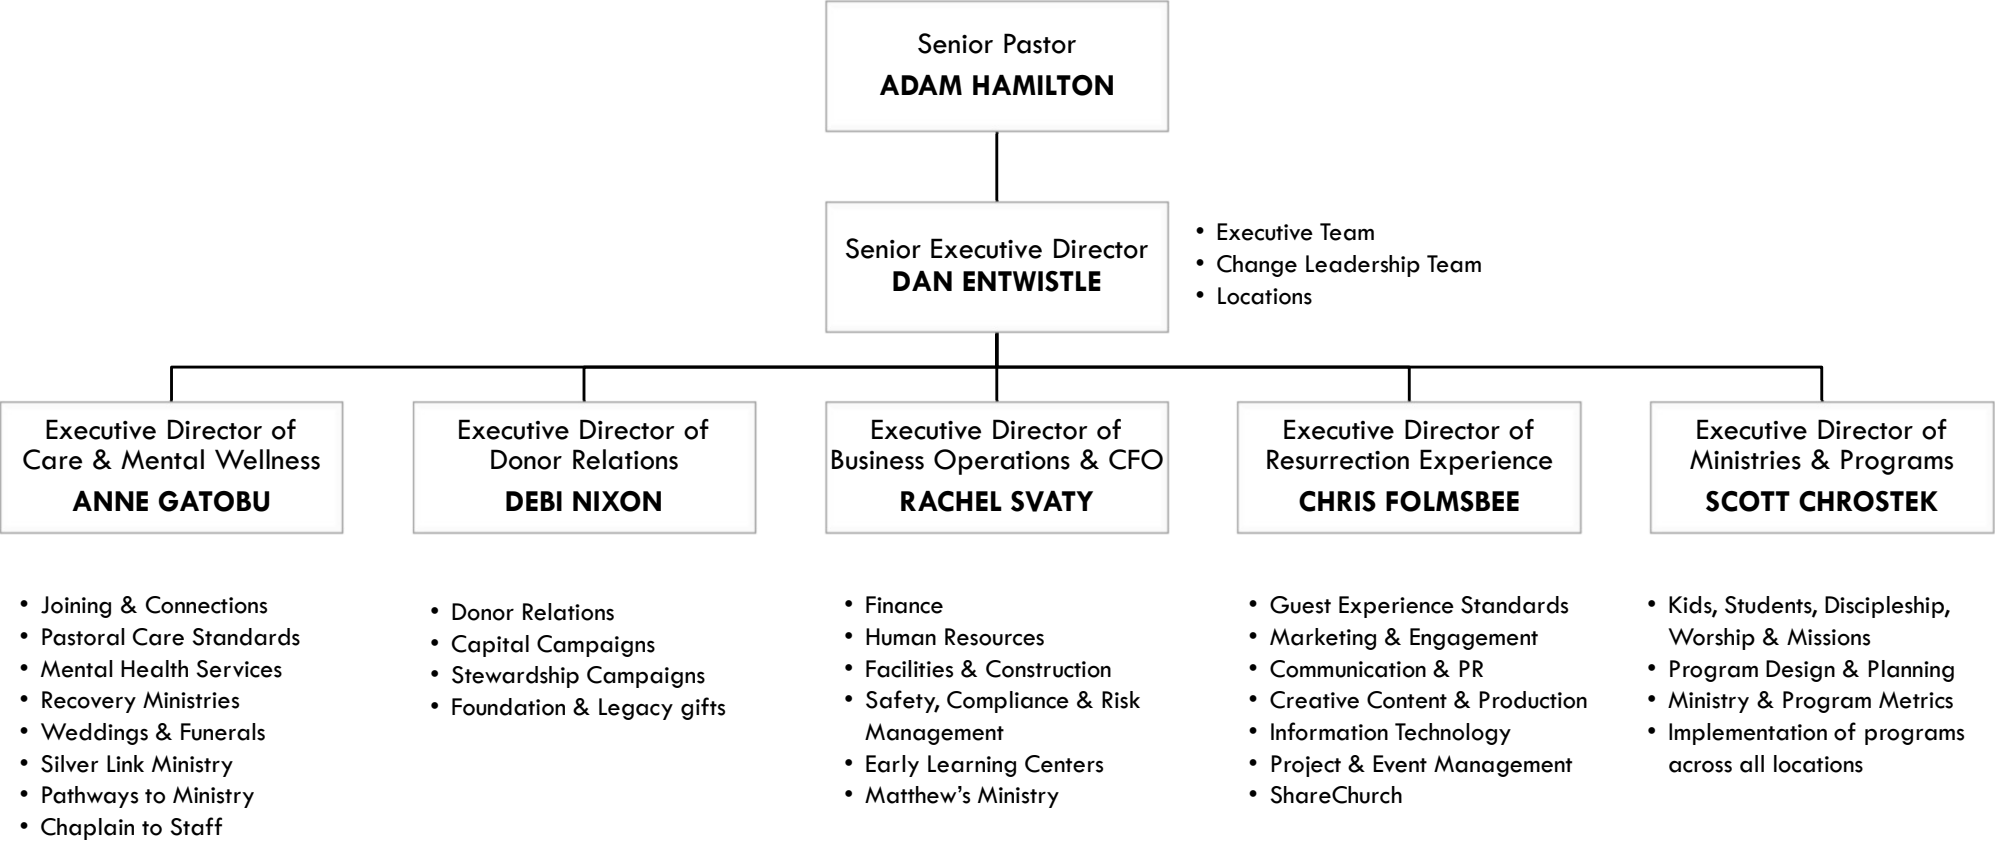 Senior Pastor
ADAM HAMILTON
Senior Executive Director
DAN ENTWISTLE
• Executive Team
• Change Leadership Team
• Locations
Executive Director of
Care & Mental Wellness
ANNE GATOBU
Executive Director of
Donor Relations
DEBI NIXON
Executive Director of
Business Operations & CFO
RACHEL SVATY
Executive Director of
Resurrection Experience
CHRIS FOLMSBEE
Executive Director of
Ministries & Programs
SCOTT CHROSTEK
• Joining & Connections
• Pastoral Care Standards
• Mental Health Services
• Recovery Ministries
• Weddings & Funerals
• Silver Link Ministry
• Pathways to Ministry
• Chaplain to Staff
• Donor Relations
• Capital Campaigns
• Stewardship Campaigns
• Foundation & Legacy gifts
• Finance
• Human Resources
• Facilities & Construction
• Safety, Compliance & Risk
Management
• Early Learning Centers
• Matthew’s Ministry
• Guest Experience Standards
• Marketing & Engagement
• Communication & PR
• Creative Content & Production
• Information Technology
• Project & Event Management
• ShareChurch
• Kids, Students, Discipleship,
Worship & Missions
• Program Design & Planning
• Ministry & Program Metrics
• Implementation of programs
across all locations